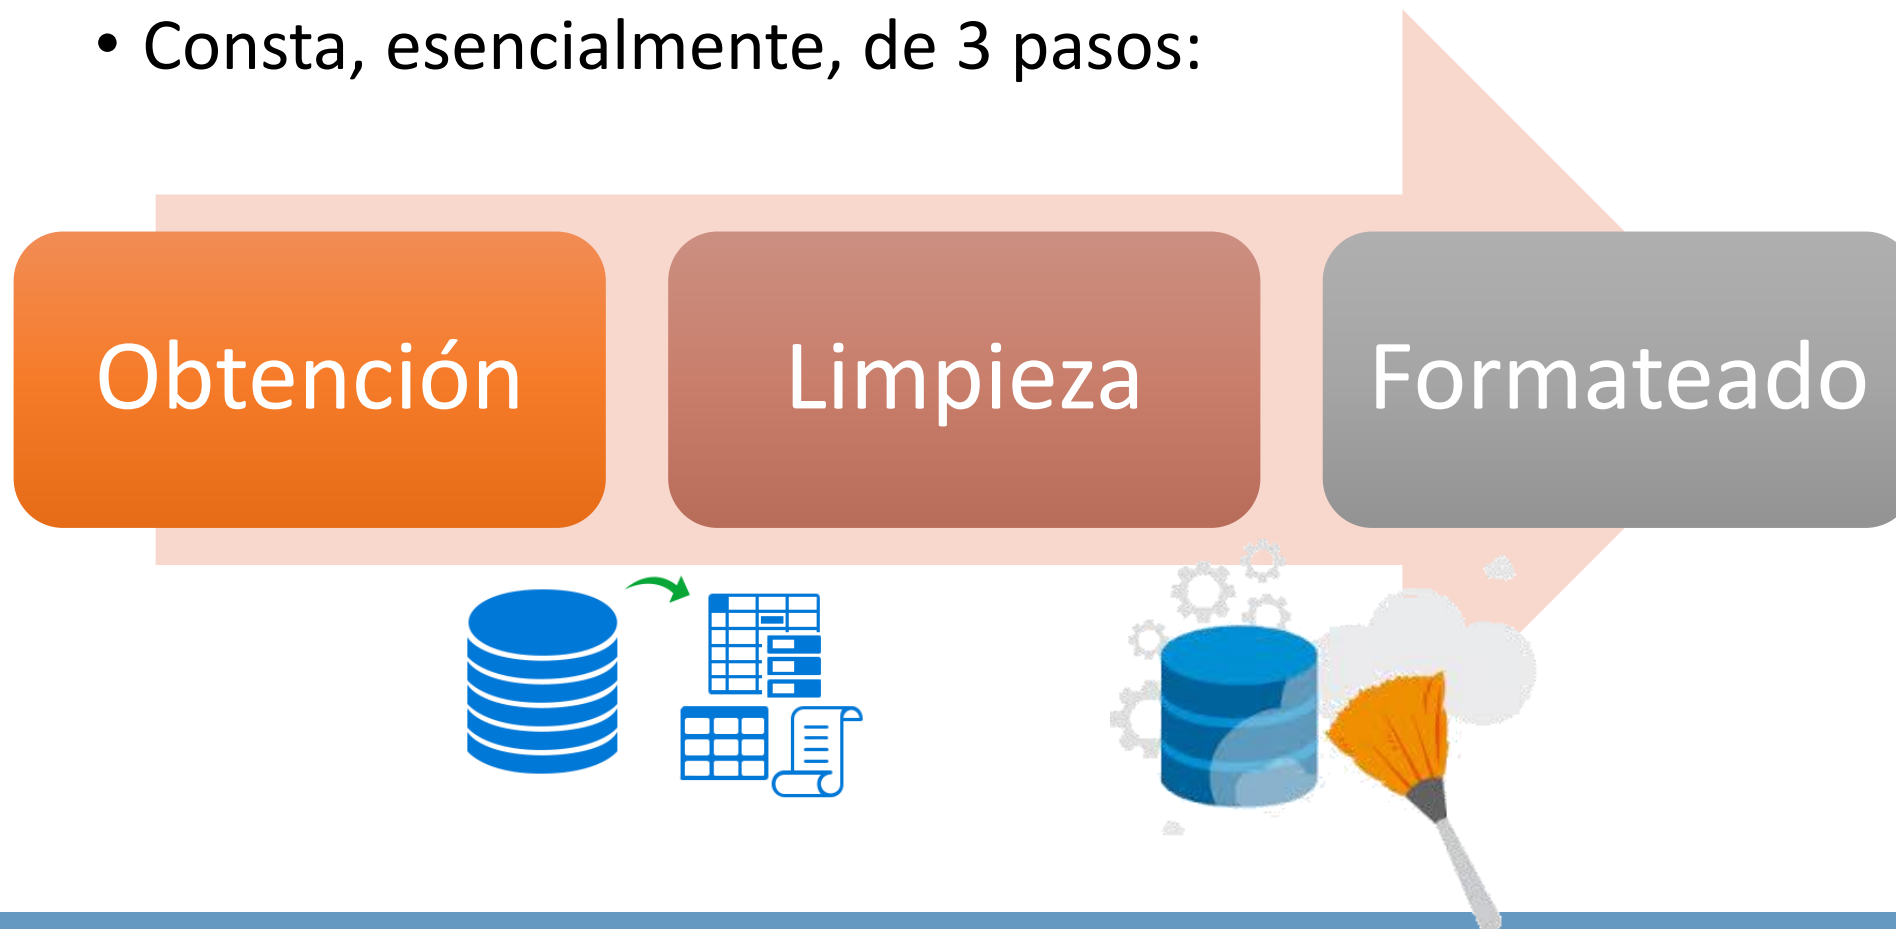 • Consta, esencialmente, de 3 pasos:
Obtención
Limpieza
Formateado